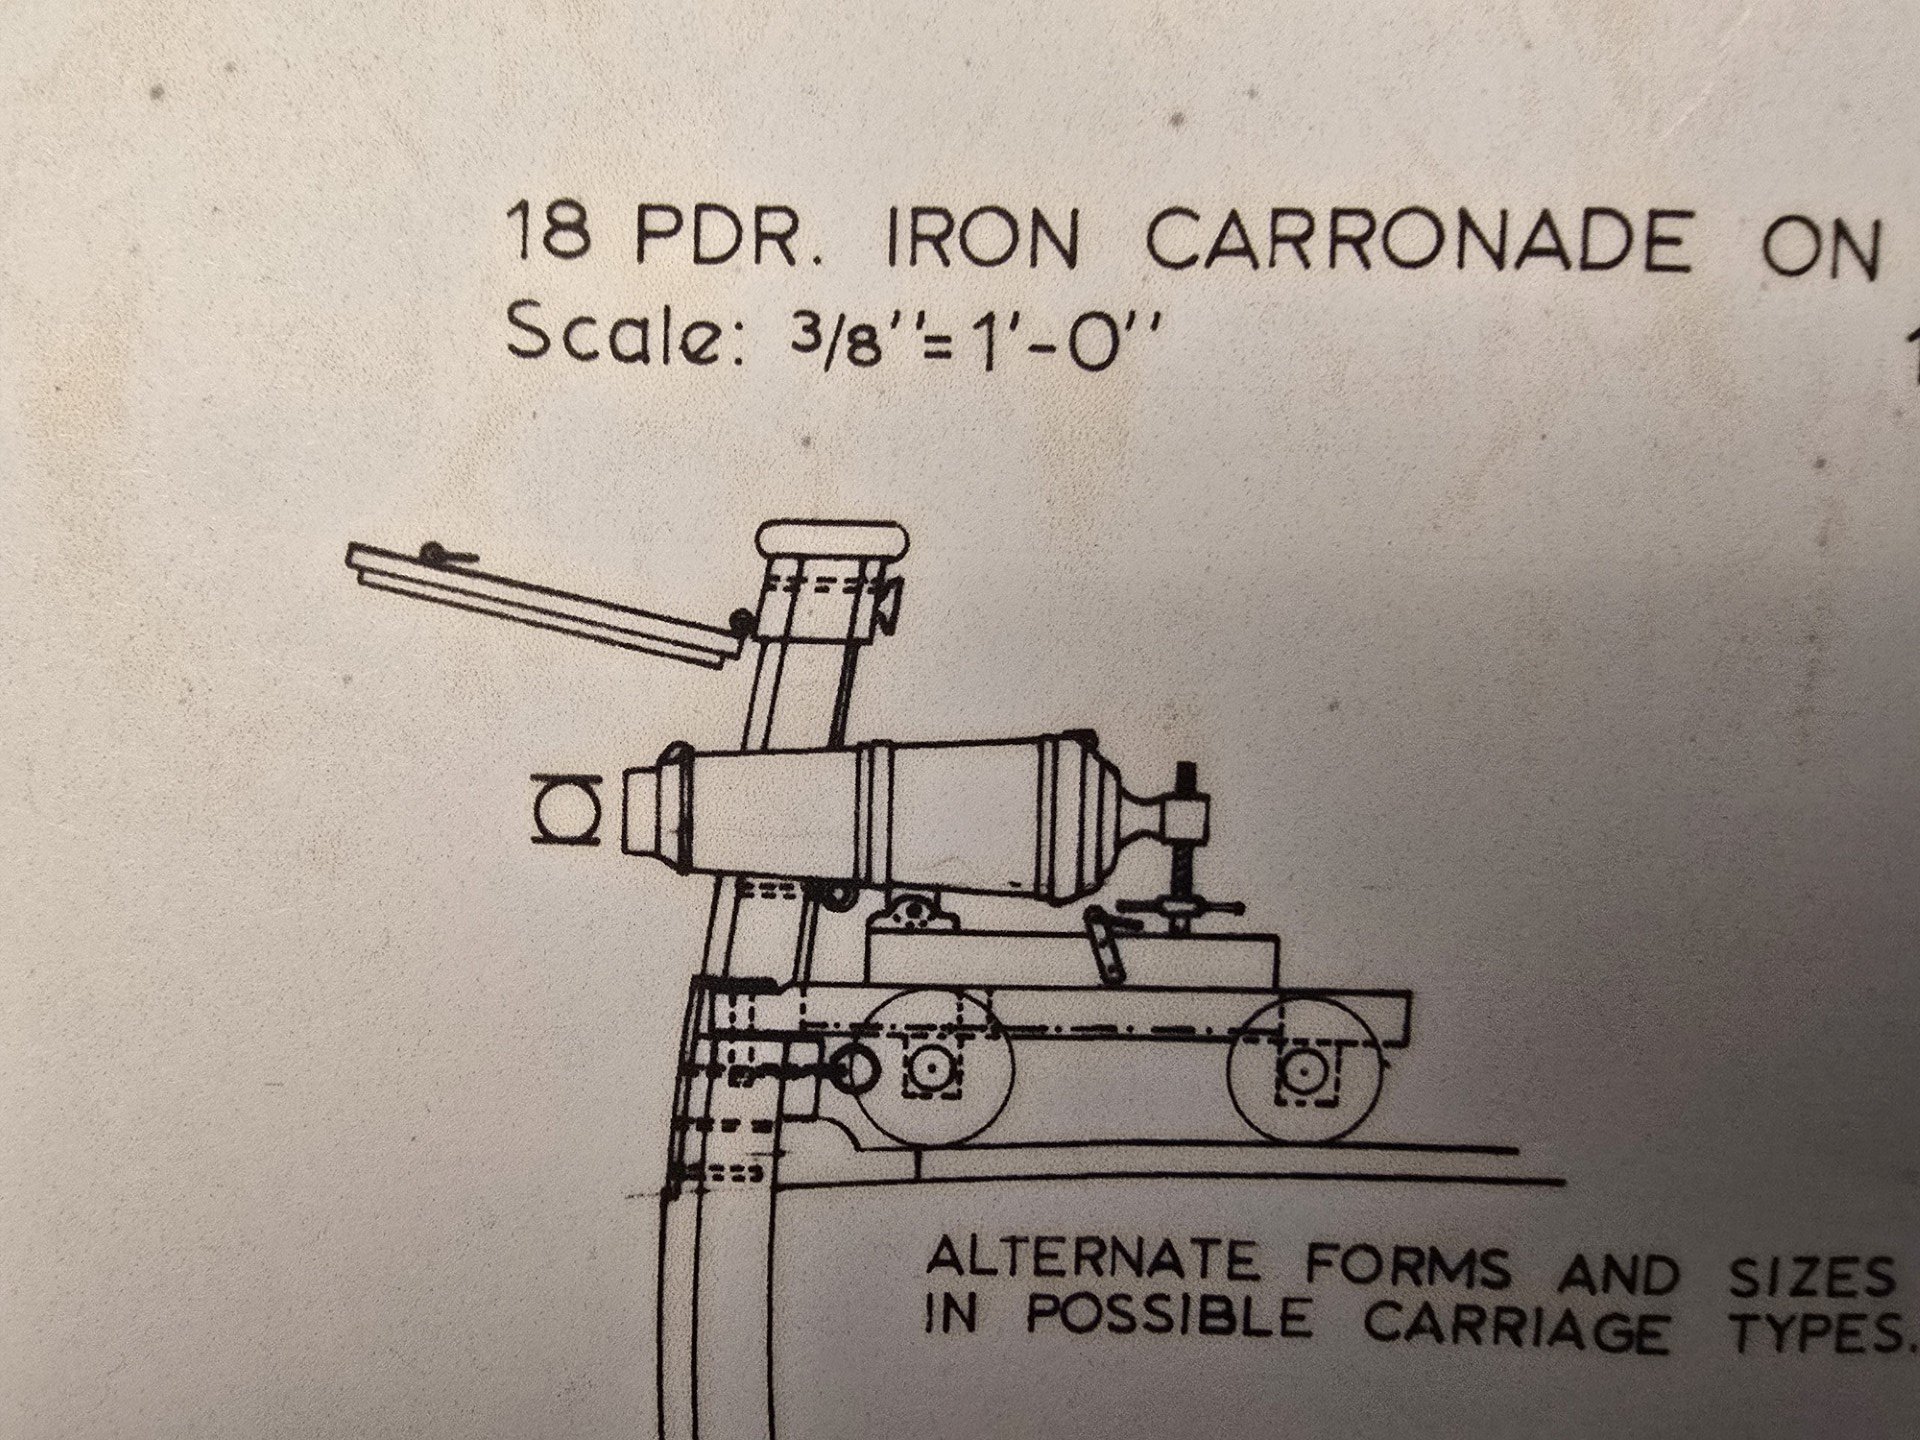 18 PDR. IRON CARRONADE ON
Scale: 3/8''=1'-0''
ALTERNATE FORMS AND SIZES
IN POSSIBLE CARRIAGE TYPES.